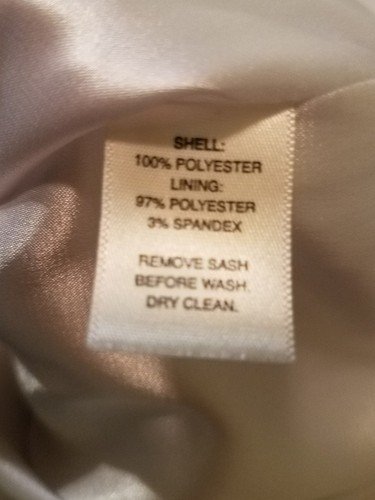 SHELL:
100% POLYESTER
LINING:
97% POLYESTER
3% SPANDEX
REMOVE SASH
BEFORE WASH.
DRY CLEAN.